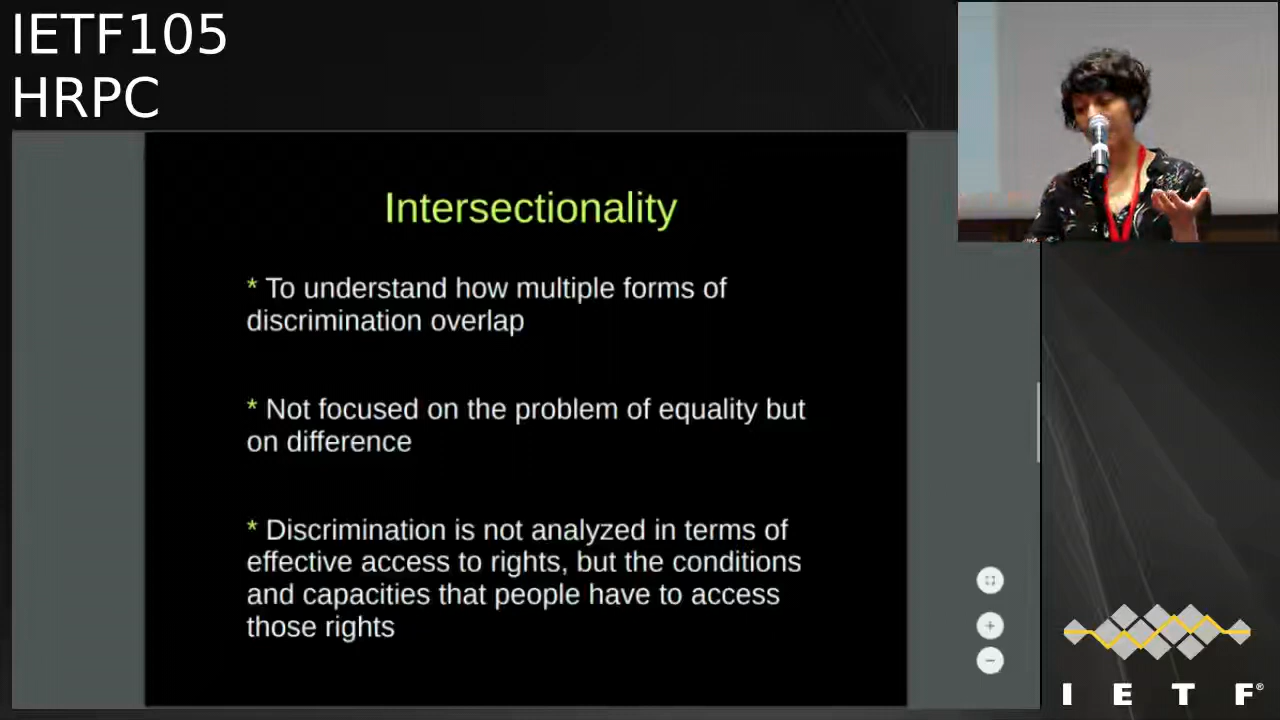 IETF105
HRPC
Intersectionality
* To understand how multiple forms of
discrimination overlap
* Not focused on the problem of equality but
on difference
* Discrimination is not analyzed in terms of
effective access to rights, but the conditions
and capacities that people have to access
those rights
I E T F®